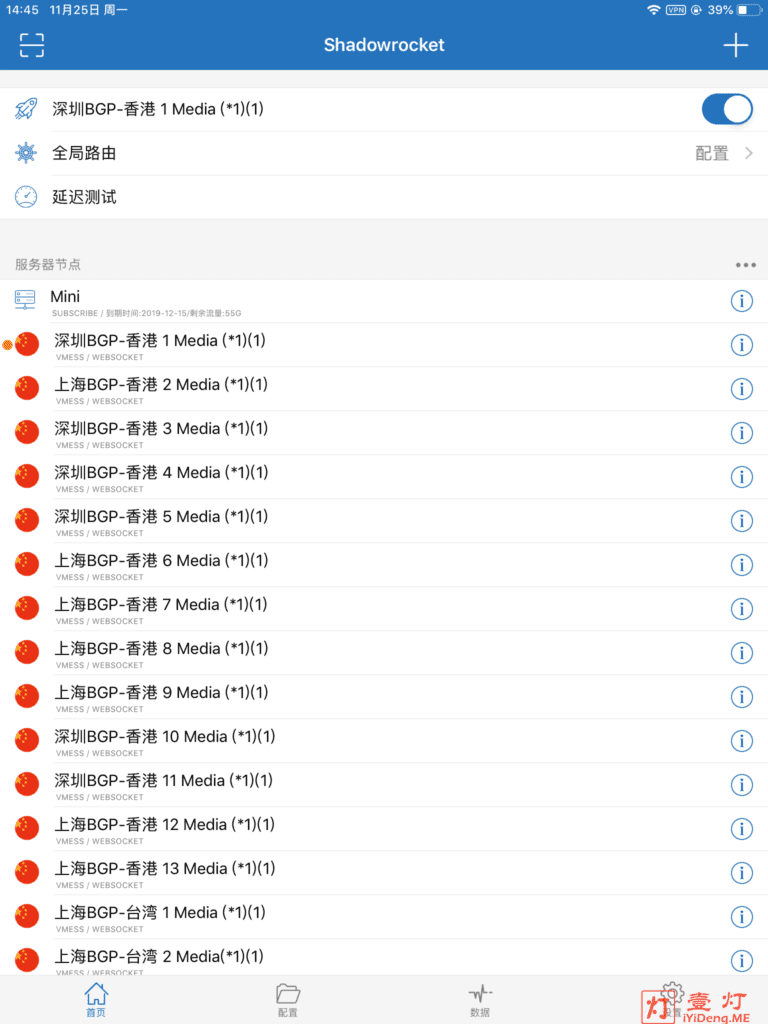 14:45 11月25日 周一
VPN 39%
Shadowrocket
深圳BGP-香港 1 Media (*1)(1)
全局路由 配置
延迟测试
服务器节点
Mini
SUBSCRIBE / 到期时间:2019-12-15/剩余流量:55G
深圳BGP-香港 1 Media (*1)(1)
VMESS / WEBSOCKET
上海BGP-香港 2 Media (*1)(1)
VMESS / WEBSOCKET
深圳BGP-香港 3 Media (*1)(1)
VMESS / WEBSOCKET
深圳BGP-香港 4 Media (*1)(1)
VMESS / WEBSOCKET
深圳BGP-香港 5 Media (*1)(1)
VMESS / WEBSOCKET
上海BGP-香港 6 Media (*1)(1)
VMESS / WEBSOCKET
上海BGP-香港 7 Media (*1)(1)
VMESS / WEBSOCKET
上海BGP-香港 8 Media (*1)(1)
VMESS / WEBSOCKET
上海BGP-香港 9 Media (*1)(1)
VMESS / WEBSOCKET
深圳BGP-香港 10 Media (*1)(1)
VMESS / WEBSOCKET
深圳BGP-香港 11 Media (*1)(1)
VMESS / WEBSOCKET
上海BGP-香港 12 Media (*1)(1)
VMESS / WEBSOCKET
上海BGP-香港 13 Media (*1)(1)
VMESS / WEBSOCKET
上海BGP-台湾 1 Media (*1)(1)
VMESS / WEBSOCKET
上海BGP-台湾 2 Media(*1)(1)
VMESS / WEBSOCKET
首页 配置 数据 设置
灯 壹灯
iYiDeng.ME